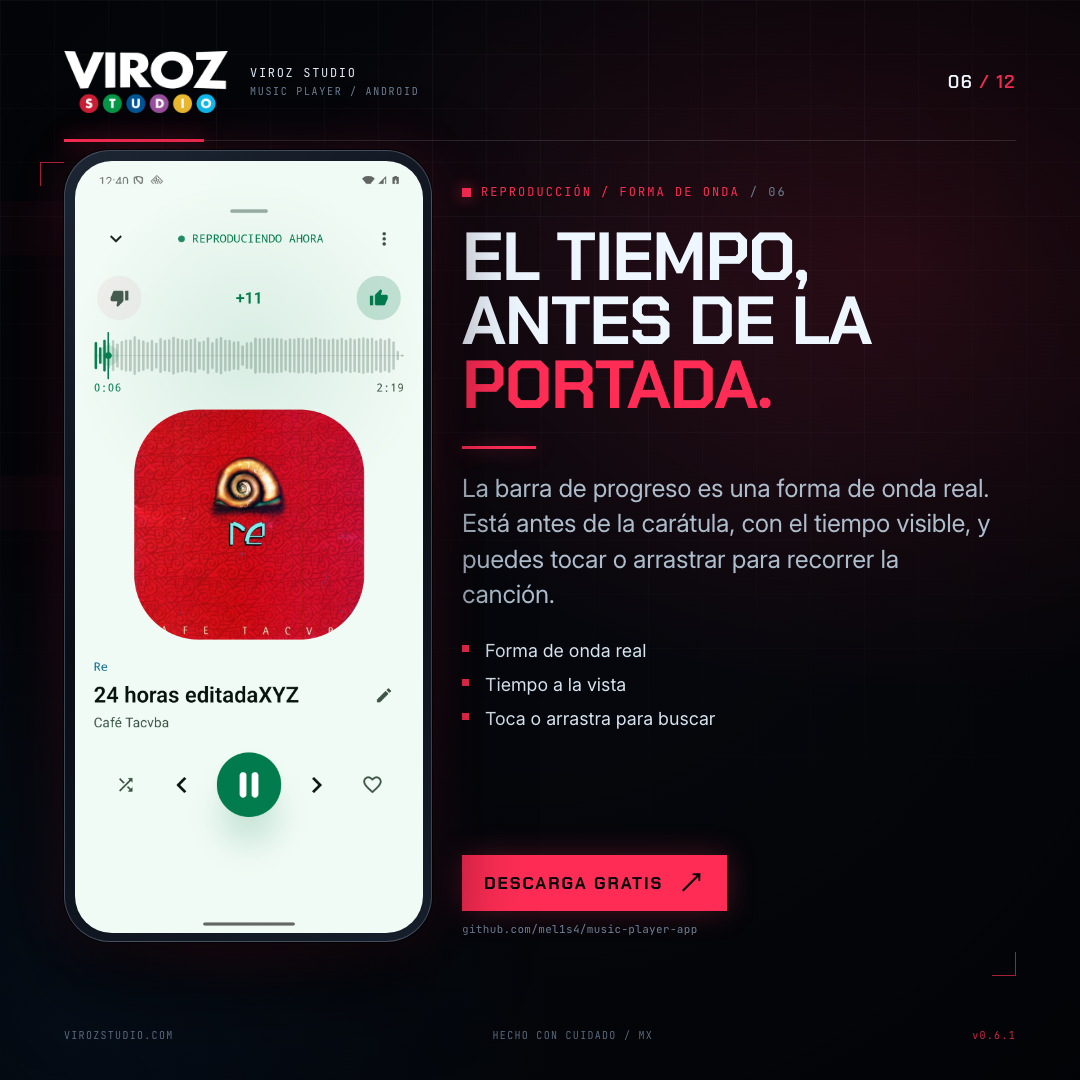 VIROZ
STUDIO
VIROZ STUDIO
MUSIC PLAYER / ANDROID
06 / 12
12:40
REPRODUCIENDO AHORA
+11
0:06
2:19
re
AFE TACVB
Re
24 horas editadaXYZ
Café Tacvba
REPRODUCCIÓN / FORMA DE ONDA / 06
EL TIEMPO,
ANTES DE LA
PORTADA.
La barra de progreso es una forma de onda real.
Está antes de la carátula, con el tiempo visible, y
puedes tocar o arrastrar para recorrer la
canción.
Forma de onda real
Tiempo a la vista
Toca o arrastra para buscar
DESCARGA GRATIS
github.com/mel1s4/music-player-app
VIROZSTUDIO.COM
HECHO CON CUIDADO / MX
v0.6.1